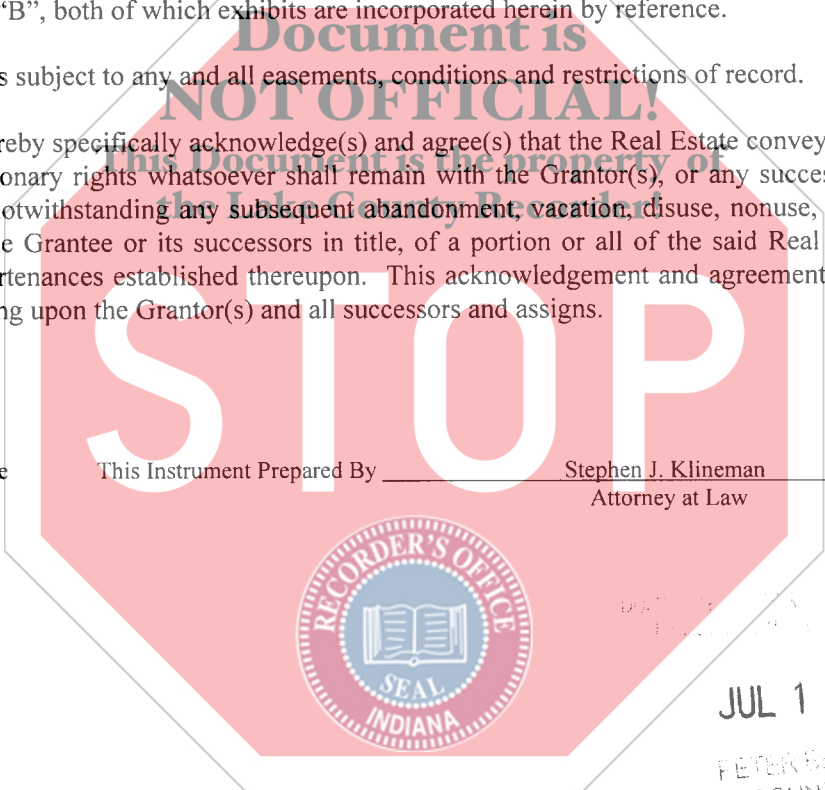 "B", both of which exhibits are incorporated herein by reference.
Document is
s subject to any and all easements, conditions and restrictions of record.
NOT OFFICIAL!
reby specifically acknowledge(s) and agree(s) that the Real Estate convey
This Document is the property of
onary rights whatsoever shall remain with the Grantor(s), or any succes
the Lake County Recorder!
otwithstanding any subsequent abandonment, vacation, disuse, nonuse,
e Grantee or its successors in title, of a portion or all of the said Real
rtenances established thereupon. This acknowledgement and agreement
ng upon the Grantor(s) and all successors and assigns.
STOP
e This Instrument Prepared By Stephen J. Klineman
Attorney at Law
RECORDER'S OFFICE
SEAL
INDIANA
JUL 1
PETER